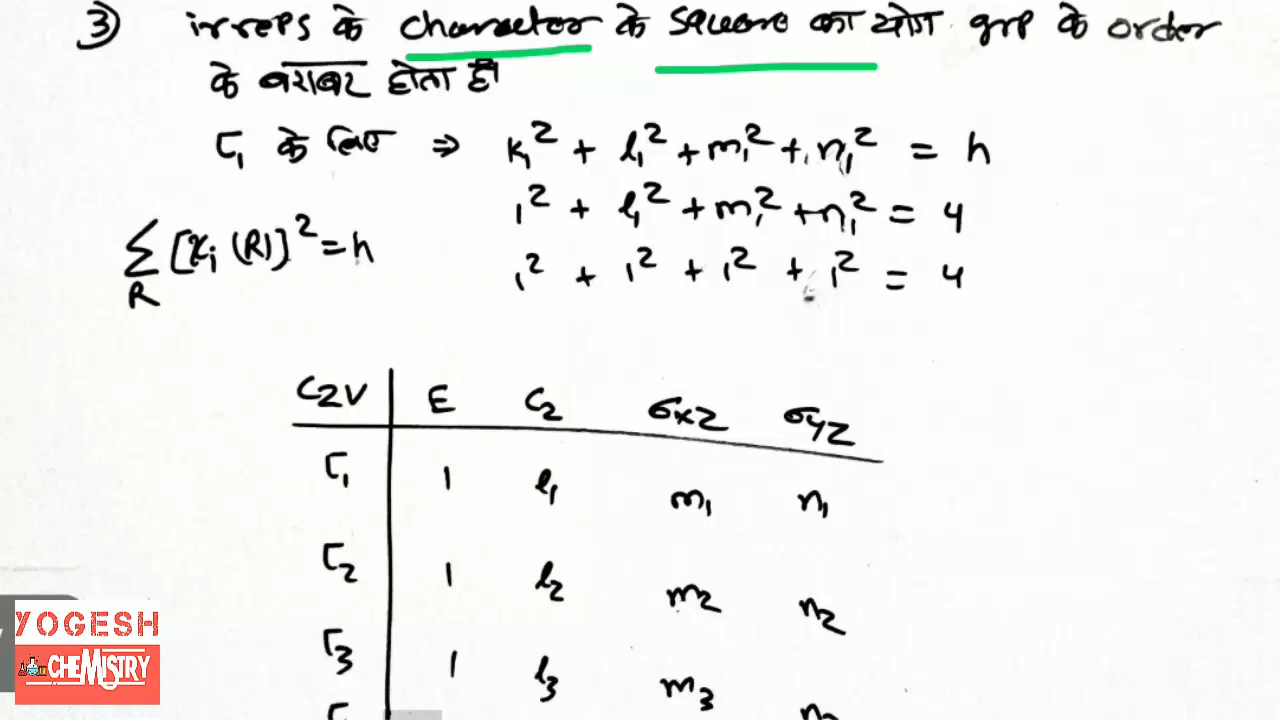 3) irreps के character के square का योग grp के order
के बराबर होता है
Γ₁ के लिए ⇒ k₁² + l₁² + m₁² + n₁² = h
1² + l₁² + m₁² + n₁² = 4
∑ [χᵢ (R)]² = h
R
1² + 1² + 1² + 1² = 4
C2V E C₂ σxz σyz
Γ₁ 1 l₁ m₁ n₁
Γ₂ 1 l₂ m₂ n₂
Γ₃ 1 l₃ m₃
YOGESH
CHEMISTRY